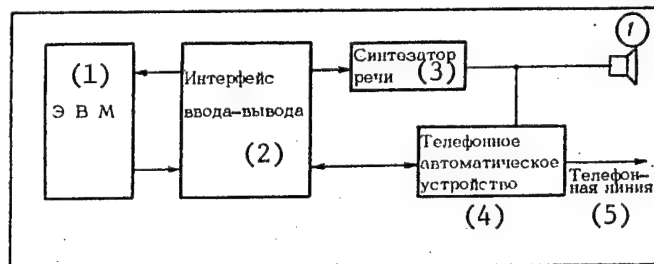 (1)
Э В М
Интерфейс
ввода-вывода
(2)
Синтезатор
речи (3)
1
Телефонное
автоматическое
устройство
(4)
Телефон-
ная линия
(5)